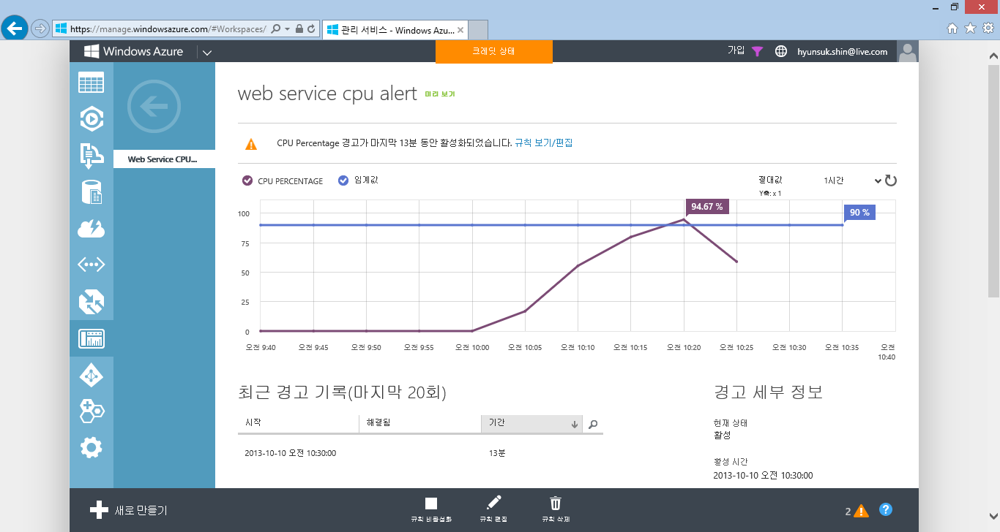 https://manage.windowsazure.com/#Workspaces/
관리 서비스 - Windows Azu...
Windows Azure
크레딧 상태
가입
hyunsuk.shin@live.com
Web Service CPU...
web service cpu alert 미리 보기
CPU Percentage 경고가 마지막 13분 동안 활성화되었습니다. 규칙 보기/편집
CPU PERCENTAGE 임계값
절대값 1시간
Y축: x 1
94.67 %
90 %
100
75
50
25
0
오전 9:40 오전 9:45 오전 9:50 오전 9:55 오전 10:00 오전 10:05 오전 10:10 오전 10:15 오전 10:20 오전 10:25 오전 10:30 오전 10:35 오전 10:40
최근 경고 기록(마지막 20회)
시작 해결됨 기간
2013-10-10 오전 10:30:00 13분
경고 세부 정보
현재 상태
활성
활성 시간
2013-10-10 오전 10:30:00
새로 만들기
규칙 비활성화 규칙 편집 규칙 삭제
2 ?